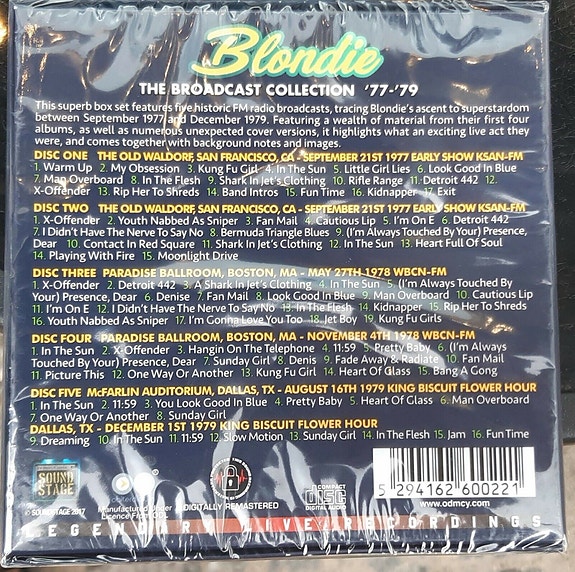 Blondie
THE BROADCAST COLLECTION '77-'79
This superb box set features five historic FM radio broadcasts, tracing Blondie's ascent to superstardom
between September 1977 and December 1979. Featuring a wealth of material from their first four
albums, as well as numerous unexpected cover versions, it highlights what an exciting live act they
were, and comes together with background notes and images.
DISC ONE THE OLD WALDORF, SAN FRANCISCO, CA - SEPTEMBER 21ST 1977 EARLY SHOW KSAN-FM
1. Warm Up 2. My Obsession 3. Kung Fu Girl 4. In The Sun 5. Little Girl Lies 6. Look Good In Blue
7. Man Overboard 8. In The Flesh 9. Shark In Jet's Clothing 10. Rifle Range 11. Detroit 442 12.
X-Offender 13. Rip Her To Shreds 14. Band Intros 15. Fun Time 16. Kidnapper 17. Exit
DISC TWO THE OLD WALDORF, SAN FRANCISCO, CA - SEPTEMBER 21ST 1977 EARLY SHOW KSAN-FM
1. X-Offender 2. Youth Nabbed As Sniper 3. Fan Mail 4. Cautious Lip 5. I'm On E 6. Detroit 442
7. I Didn't Have The Nerve To Say No 8. Bermuda Triangle Blues 9. (I'm Always Touched By Your) Presence,
Dear 10. Contact In Red Square 11. Shark In Jet's Clothing 12. In The Sun 13. Heart Full Of Soul
14. Playing With Fire 15. Moonlight Drive
DISC THREE PARADISE BALLROOM, BOSTON, MA - MAY 27TH 1978 WBCN-FM
1. X-Offender 2. Detroit 442 3. A Shark In Jet's Clothing 4. In The Sun 5. (I'm Always Touched By
Your) Presence, Dear 6. Denise 7. Fan Mail 8. Look Good In Blue 9. Man Overboard 10. Cautious Lip
11. I'm On E 12. I Didn't Have The Nerve To Say No 13. In The Flesh 14. Kidnapper 15. Rip Her To Shreds
16. Youth Nabbed As Sniper 17. I'm Gonna Love You Too 18. Jet Boy 19. Kung Fu Girls
DISC FOUR PARADISE BALLROOM, BOSTON, MA - NOVEMBER 4TH 1978 WBCN-FM
1. In The Sun 2. X-Offender 3. Hangin On The Telephone 4. 11:59 5. Pretty Baby 6. (I'm Always
Touched By Your) Presence, Dear 7. Sunday Girl 8. Denis 9. Fade Away & Radiate 10. Fan Mail
11. Picture This 12. One Way Or Another 13. Kung Fu Girl 14. Heart Of Glass 15. Bang A Gong
DISC FIVE McFARLIN AUDITORIUM, DALLAS, TX - AUGUST 16TH 1979 KING BISCUIT FLOWER HOUR
1. In The Sun 2. 11:59 3. You Look Good In Blue 4. Pretty Baby 5. Heart Of Glass 6. Man Overboard
7. One Way Or Another 8. Sunday Girl
DALLAS, TX - DECEMBER 1ST 1979 KING BISCUIT FLOWER HOUR
9. Dreaming 10. In The Sun 11. 11:59 12. Slow Motion 13. Sunday Girl 14. In The Flesh 15. Jam 16. Fun Time
SOUND
STAGE
© SOUNDSTAGE 2017
Manufactured Under
Licence From
DIGITALLY REMASTERED
COMPACT
disc
DIGITAL AUDIO
5 294162 600221
www.odmcy.com
LEGENDARY LIVE RECORDINGS